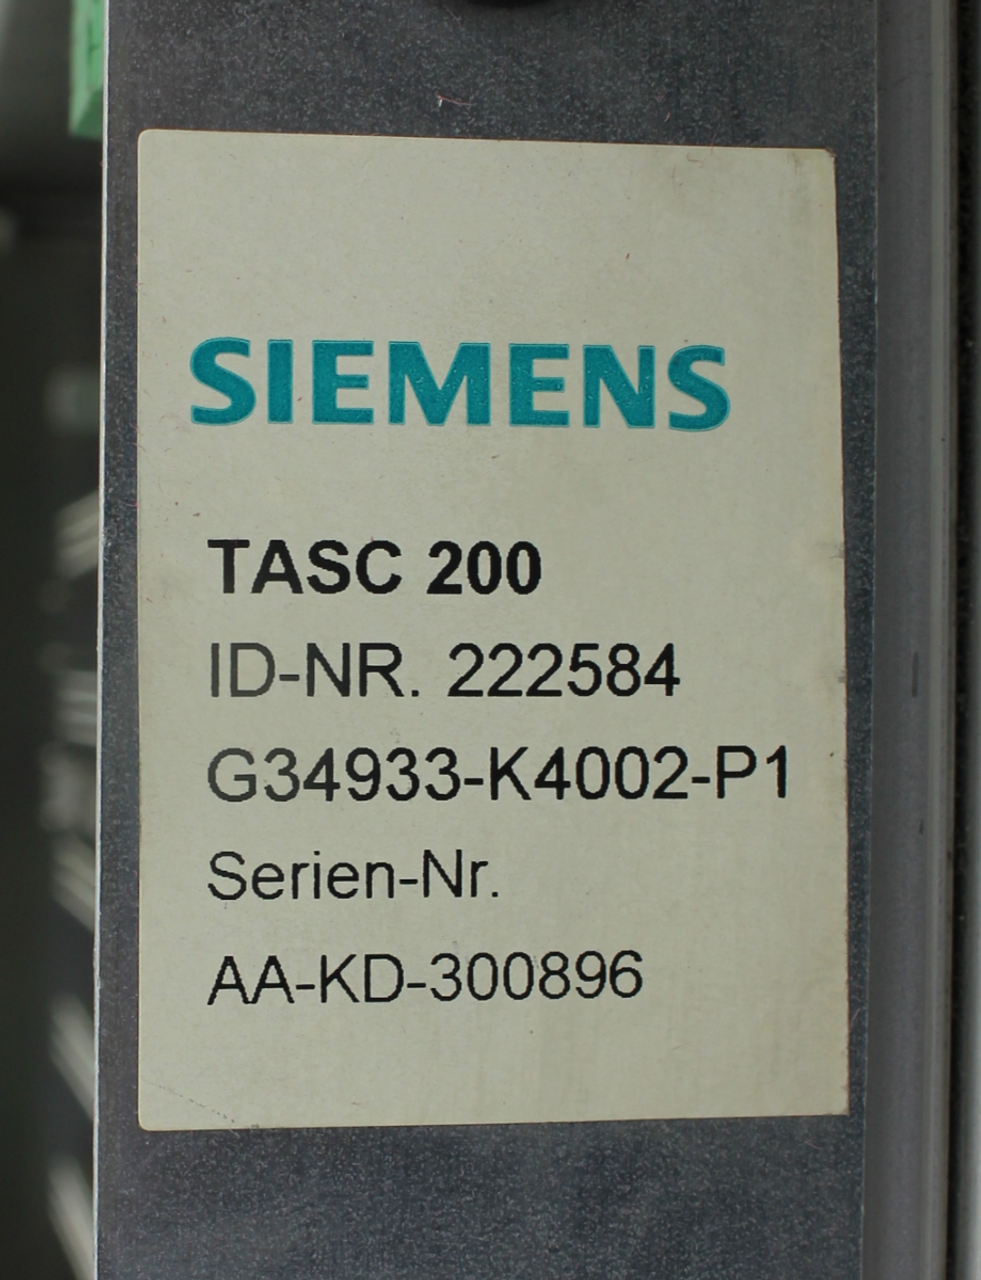 SIEMENS
TASC 200
ID-NR. 222584
G34933-K4002-P1
Serien-Nr.
AA-KD-300896